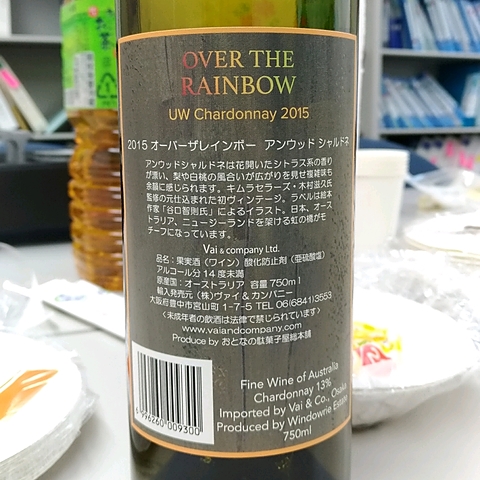 OVER THE
RAINBOW
UW Chardonnay 2015
2015 オーバーザレインボー アンウッド シャルドネ
アンウッドシャルドネは花開いたシトラス系の香り
が漂い、梨や白桃の風合いが広がりを見せ複雑味も
余韻に感じられます。キムラセラーズ・木村滋久氏
監修の元仕込まれた初ヴィンテージ。ラベルは絵本
作家「谷口智則氏」によるイラスト。日本、オース
トラリア、ニュージーランドを架ける虹の橋がモ
チーフになっています。
Vai & company Ltd.
品名:果実酒〈ワイン〉酸化防止剤〈亜硫酸塩〉
アルコール分 14 度未満
原産国:オーストラリア 容量 750mℓ
輸入発売元（株）ヴァイ＆カンパニー
大阪府豊中市宮山町 1-7-5 TEL 06(6841)3553
<未成年者の飲酒は法律で禁じられています>
www.vaiandcompany.com
Produce by おとなの駄菓子屋総本舗
Fine Wine of Australia
Chardonnay 13%
Imported by Vai & Co., Osaka
Produced by Windowrie Estate
750ml